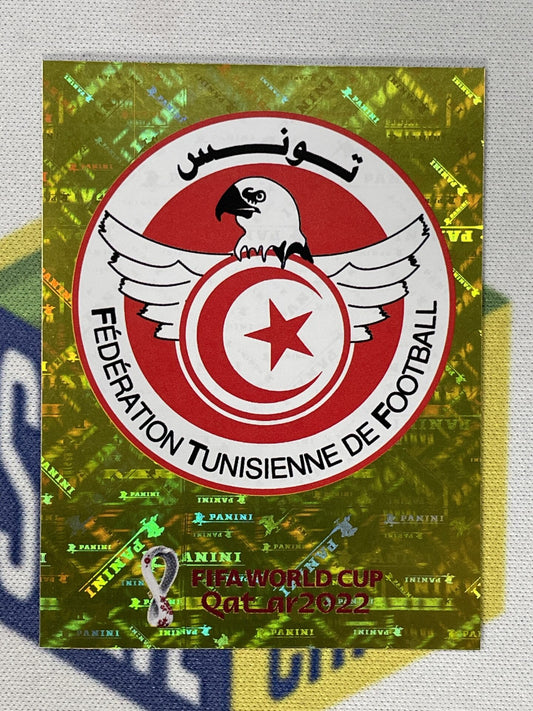 تونس
FÉDÉRATION TUNISIENNE DE FOOTBALL
FIFA WORLD CUP
Qatar2022
PANINI